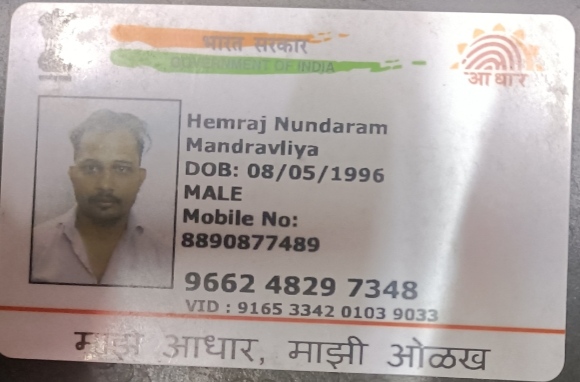 भारत सरकार
GOVERNMENT OF INDIA
आधार
Hemraj Nundaram
Mandravliya
DOB: 08/05/1996
MALE
Mobile No:
8890877489
9662 4829 7348
VID : 9165 3342 0103 9033
माझे आधार, माझी ओळख